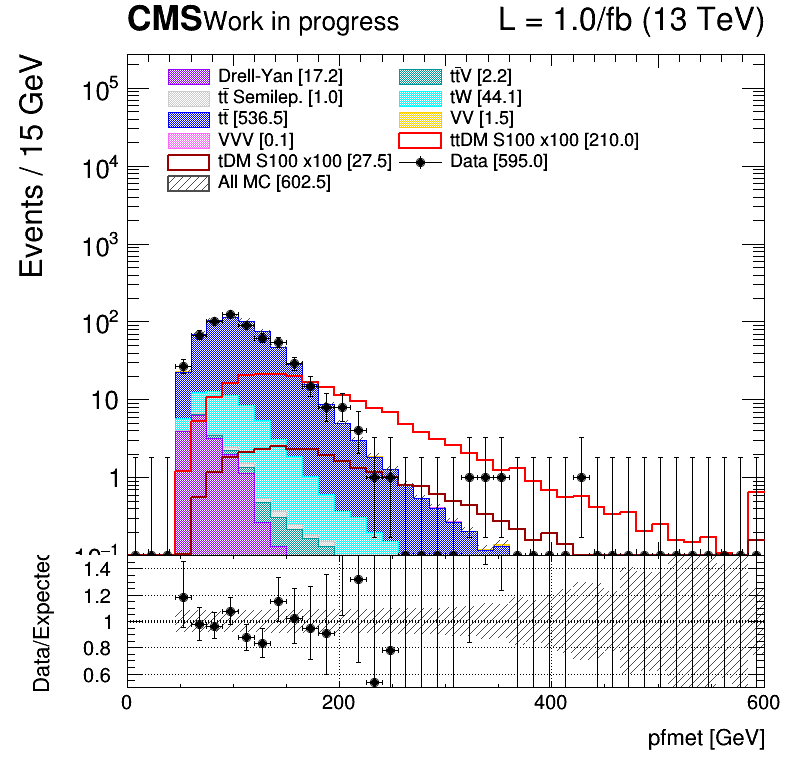 CMS Work in progress L = 1.0/fb (13 TeV)
Events / 15 GeV
10⁵
10⁴
10³
10²
10
1
10⁻¹
Drell-Yan [17.2] tt̄V [2.2]
tt̄ Semilep. [1.0] tW [44.1]
tt̄ [536.5] VV [1.5]
VVV [0.1] ttDM S100 x100 [210.0]
tDM S100 x100 [27.5] Data [595.0]
All MC [602.5]
Data/Expected
1.4
1.2
1
0.8
0.6
0 200 400 600
pfmet [GeV]